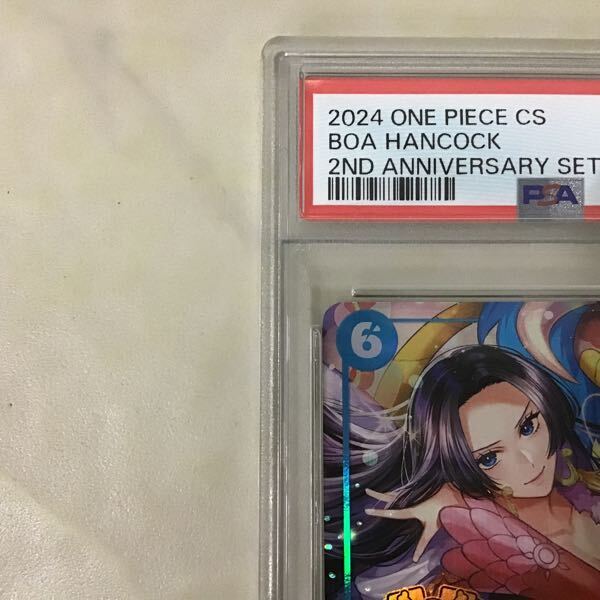 2024 ONE PIECE CS
BOA HANCOCK
2ND ANNIVERSARY SET
PSA
6